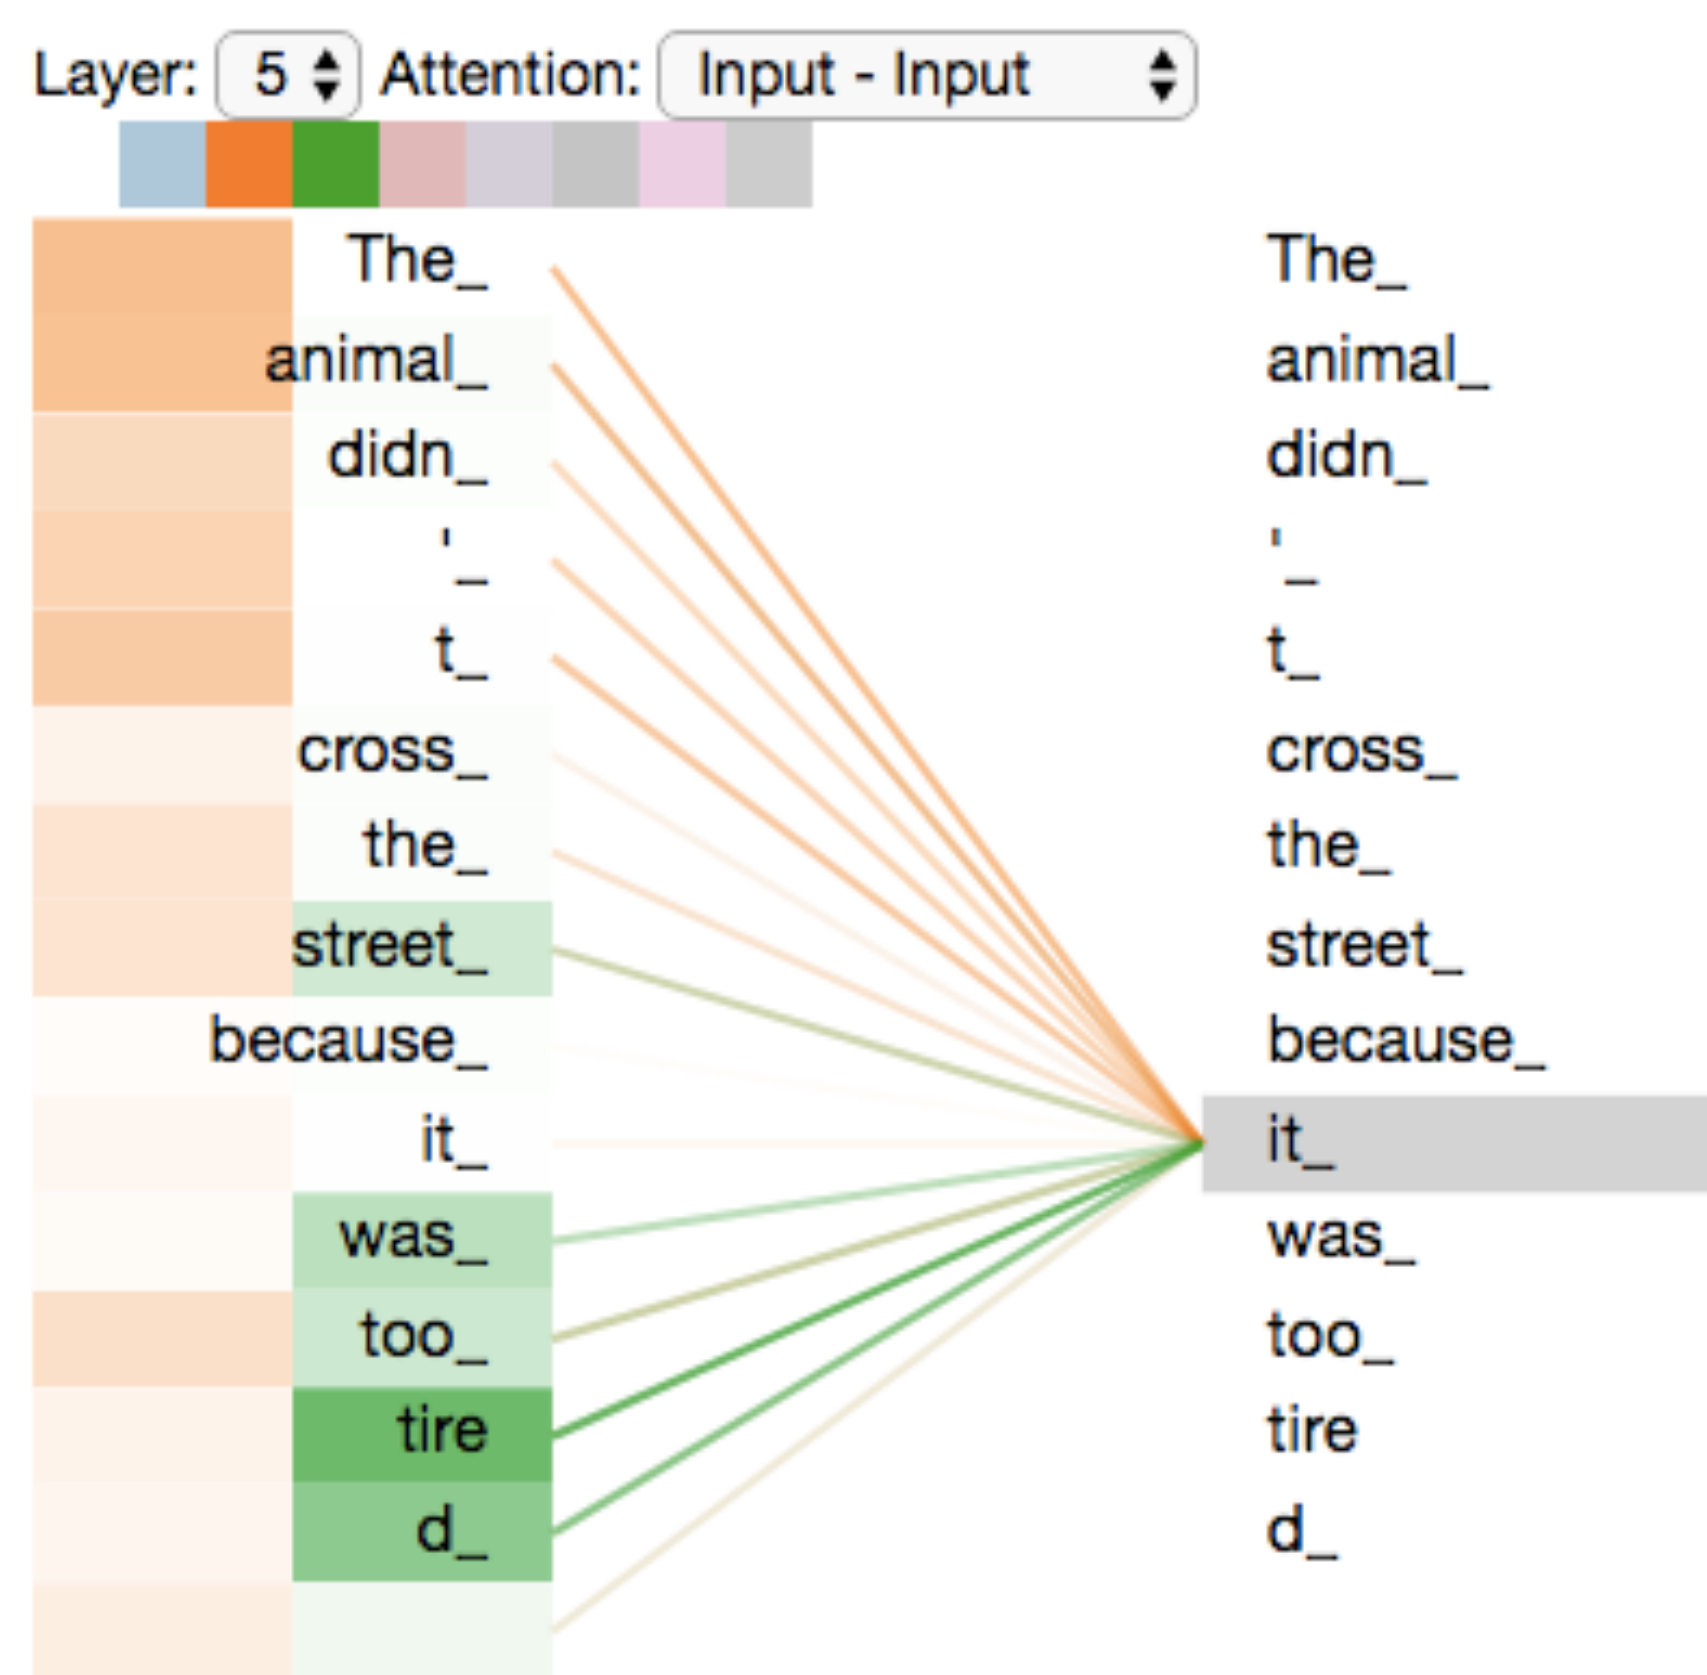 Layer: 5 Attention: Input - Input
The_ The_
animal_ animal_
didn_ didn_
'_ '_
t_ t_
cross_ cross_
the_ the_
street_ street_
because_ because_
it_ it_
was_ was_
too_ too_
tire tire
d_ d_